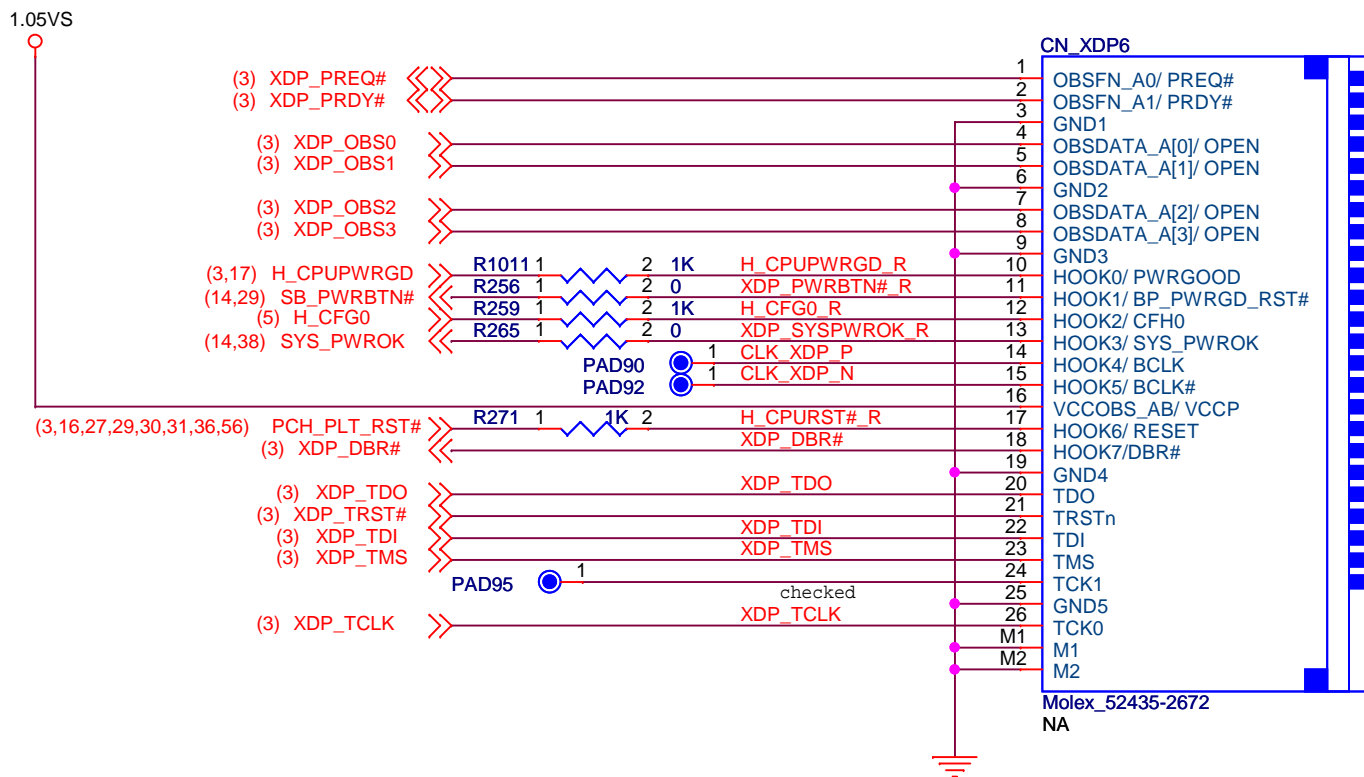 1.05VS
CN_XDP6
(3) XDP_PREQ# 1 OBSFN_A0/ PREQ#
(3) XDP_PRDY# 2 OBSFN_A1/ PRDY#
3 GND1
(3) XDP_OBS0 4 OBSDATA_A[0]/ OPEN
(3) XDP_OBS1 5 OBSDATA_A[1]/ OPEN
6 GND2
(3) XDP_OBS2 7 OBSDATA_A[2]/ OPEN
(3) XDP_OBS3 8 OBSDATA_A[3]/ OPEN
9 GND3
(3,17) H_CPUPWRGD R1011 1 2 1K H_CPUPWRGD_R 10 HOOK0/ PWRGOOD
(14,29) SB_PWRBTN# R256 1 2 0 XDP_PWRBTN#_R 11 HOOK1/ BP_PWRGD_RST#
(5) H_CFG0 R259 1 2 1K H_CFG0_R 12 HOOK2/ CFH0
(14,38) SYS_PWROK R265 1 2 0 XDP_SYSPWROK_R 13 HOOK3/ SYS_PWROK
PAD90 1 CLK_XDP_P 14 HOOK4/ BCLK
PAD92 1 CLK_XDP_N 15 HOOK5/ BCLK#
16 VCCOBS_AB/ VCCP
(3,16,27,29,30,31,36,56) PCH_PLT_RST# R271 1 1K 2 H_CPURST#_R 17 HOOK6/ RESET
(3) XDP_DBR# XDP_DBR# 18 HOOK7/DBR#
19 GND4
(3) XDP_TDO XDP_TDO 20 TDO
(3) XDP_TRST# 21 TRSTn
(3) XDP_TDI XDP_TDI 22 TDI
(3) XDP_TMS XDP_TMS 23 TMS
PAD95 1 24 TCK1
checked
25 GND5
(3) XDP_TCLK XDP_TCLK 26 TCK0
M1 M1
M2 M2
Molex_52435-2672
NA